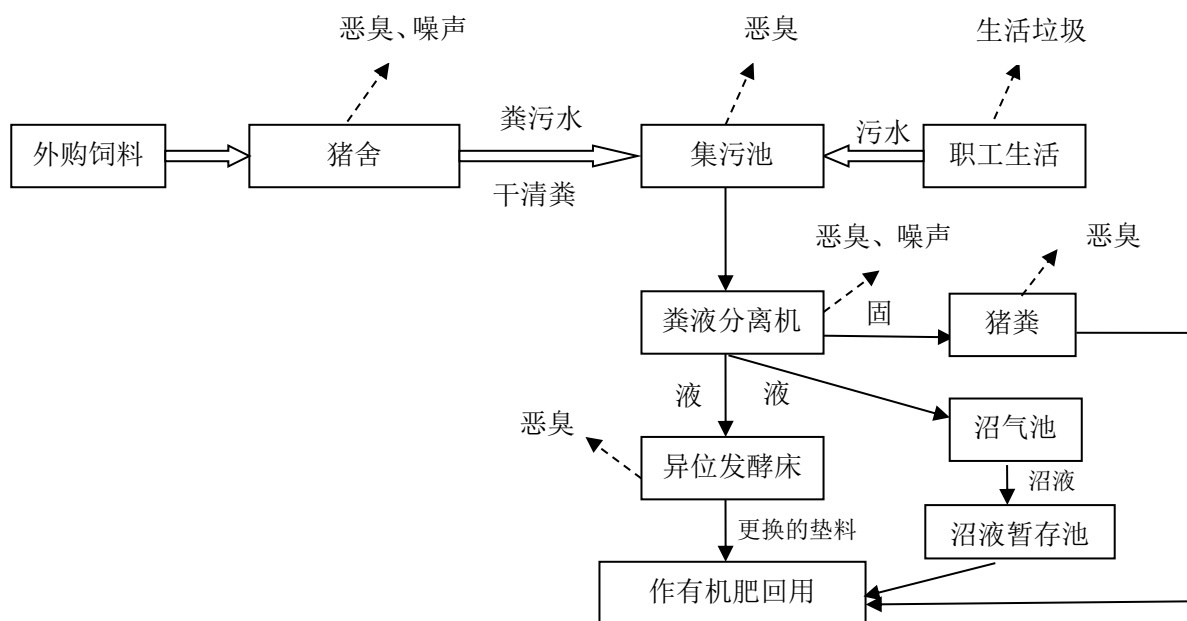 恶臭、噪声
恶臭
生活垃圾
外购饲料
猪舍
粪污水
干清粪
集污池
污水
职工生活
恶臭、噪声
恶臭
粪液分离机
固
猪粪
液
液
恶臭
异位发酵床
沼气池
沼液
更换的垫料
沼液暂存池
作有机肥回用